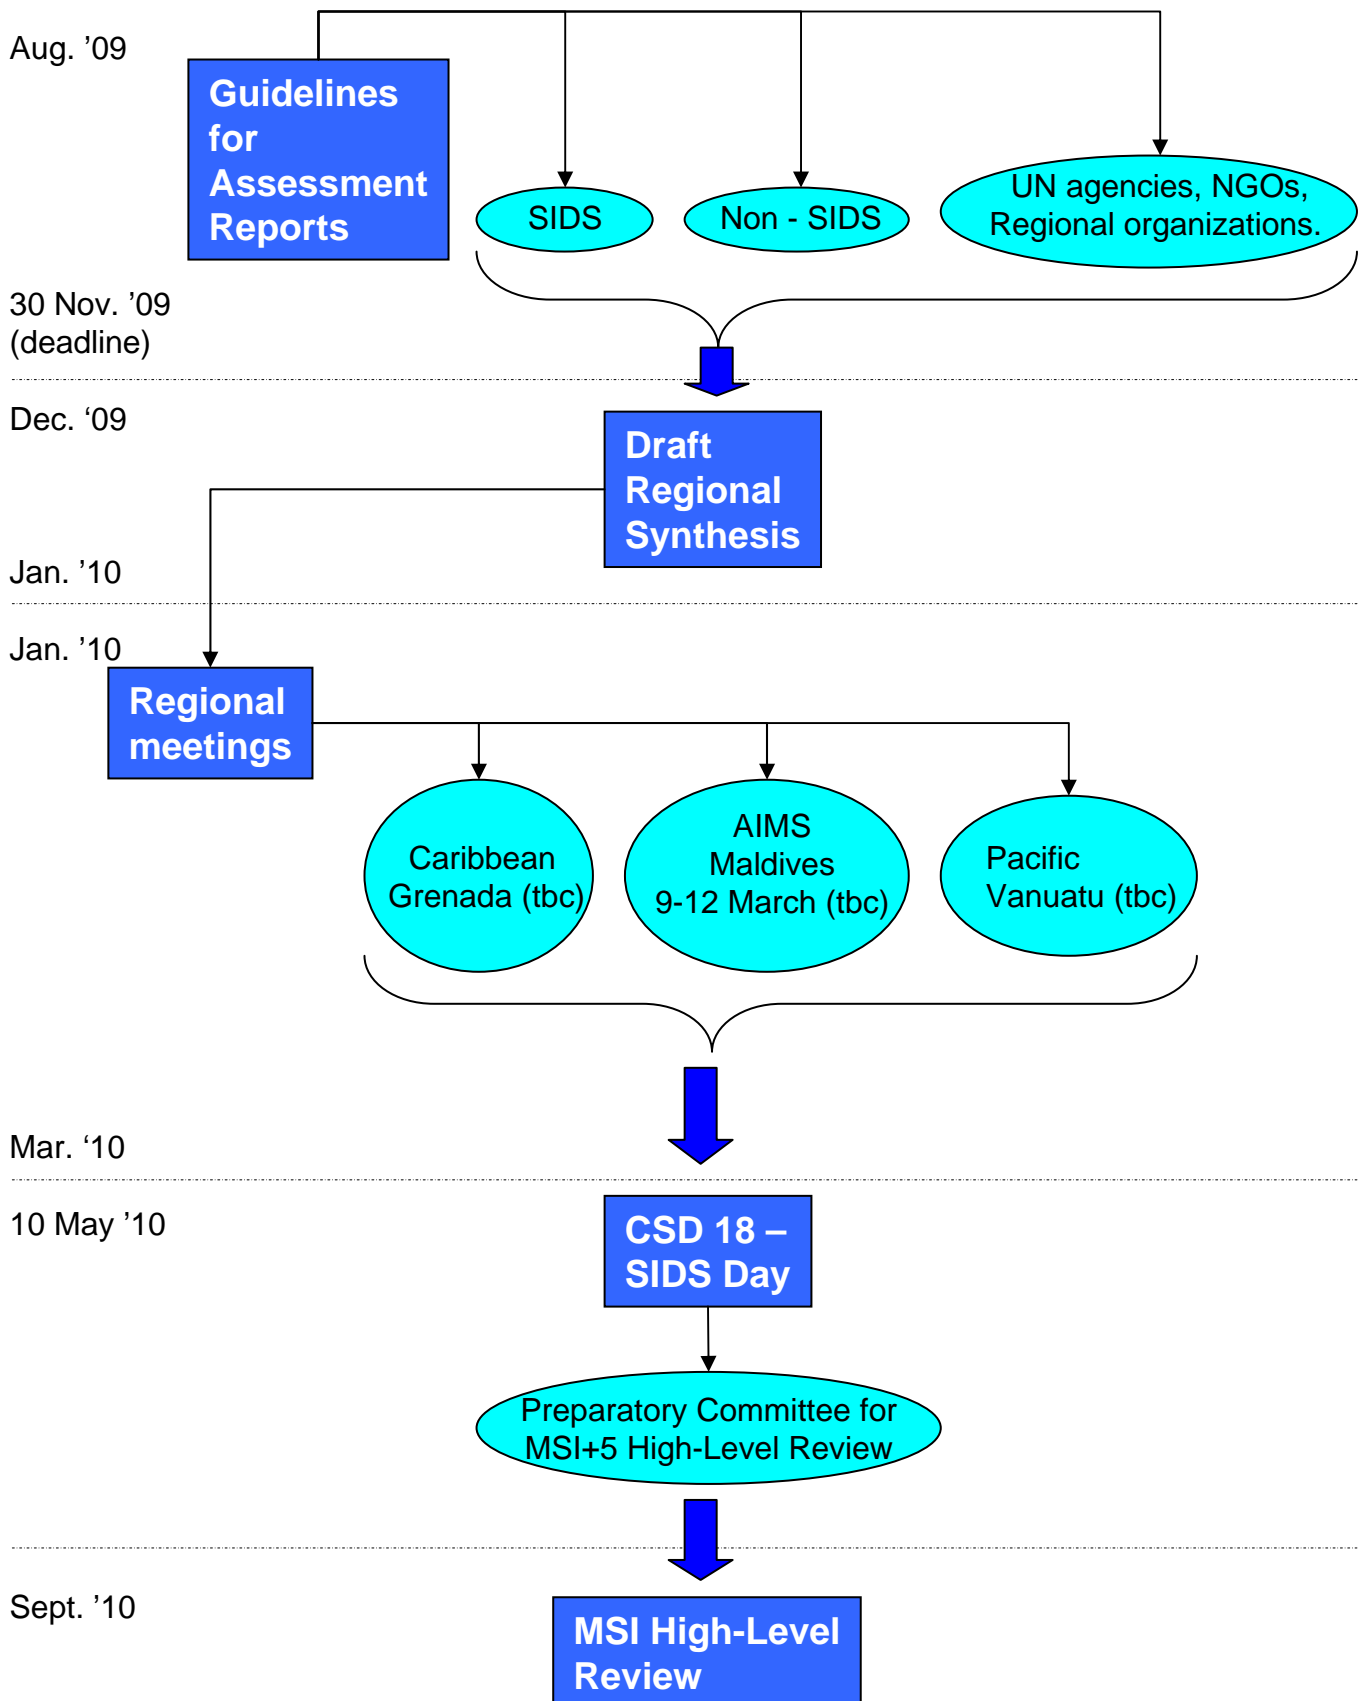 Aug. ’09
Guidelines
for
Assessment
Reports
SIDS
Non - SIDS
UN agencies, NGOs,
Regional organizations.
30 Nov. ’09
(deadline)
Dec. ‘09
Draft
Regional
Synthesis
Jan. ’10
Jan. ’10
Regional
meetings
Caribbean
Grenada (tbc)
AIMS
Maldives
9-12 March (tbc)
Pacific
Vanuatu (tbc)
Mar. ‘10
10 May ’10
CSD 18 –
SIDS Day
Preparatory Committee for
MSI+5 High-Level Review
Sept. ’10
MSI High-Level
Review